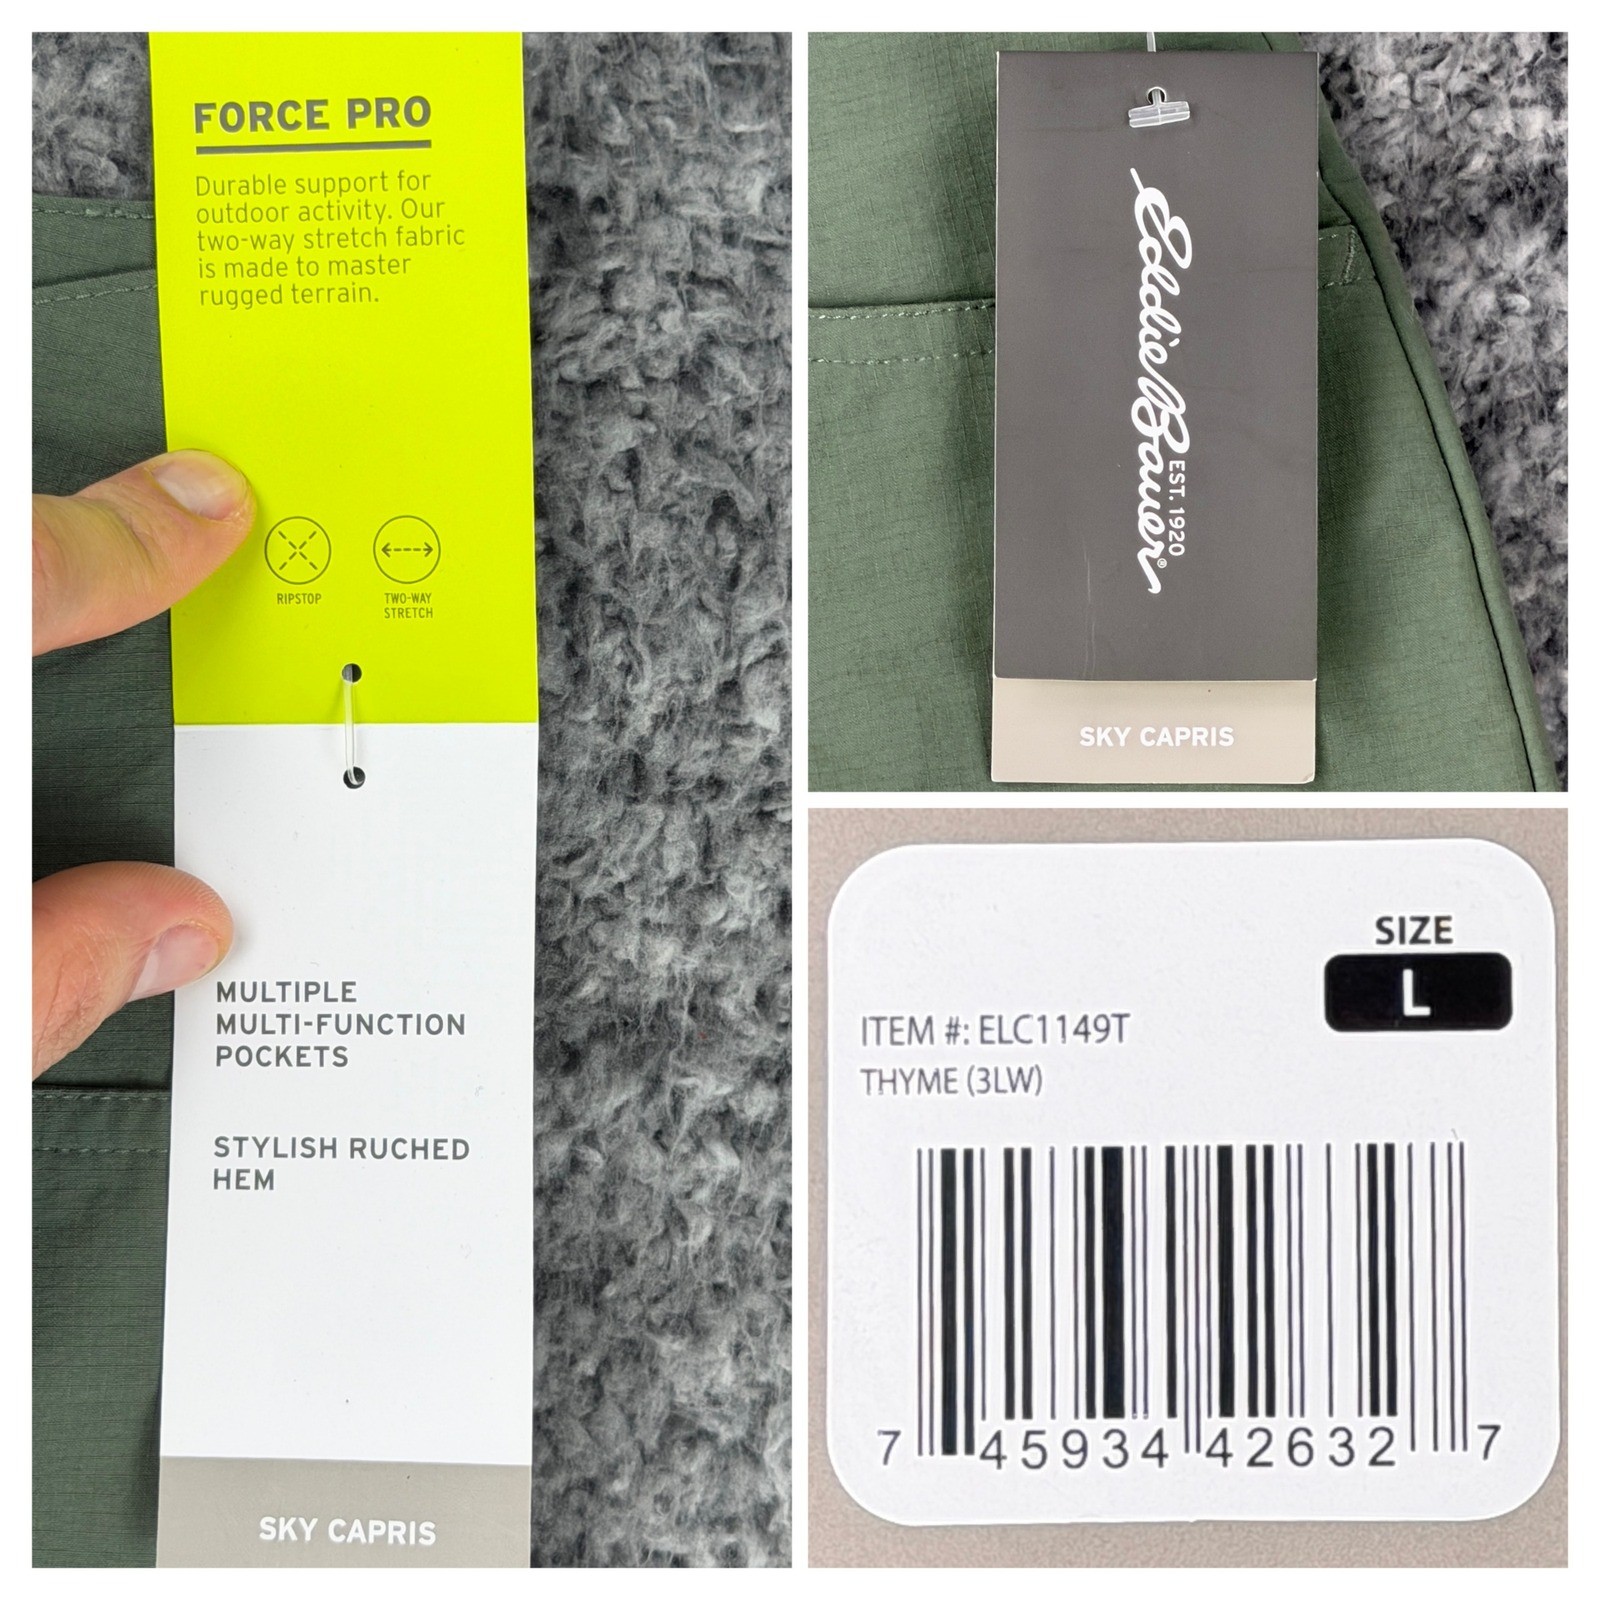 FORCE PRO
Durable support for
outdoor activity. Our
two-way stretch fabric
is made to master
rugged terrain.
RIPSTOP
TWO-WAY
STRETCH
MULTIPLE
MULTI-FUNCTION
POCKETS
STYLISH RUCHED
HEM
SKY CAPRIS
Eddie Bauer®
EST. 1920
SKY CAPRIS
SIZE
L
ITEM #: ELC1149T
THYME (3LW)
7 45934 42632 7